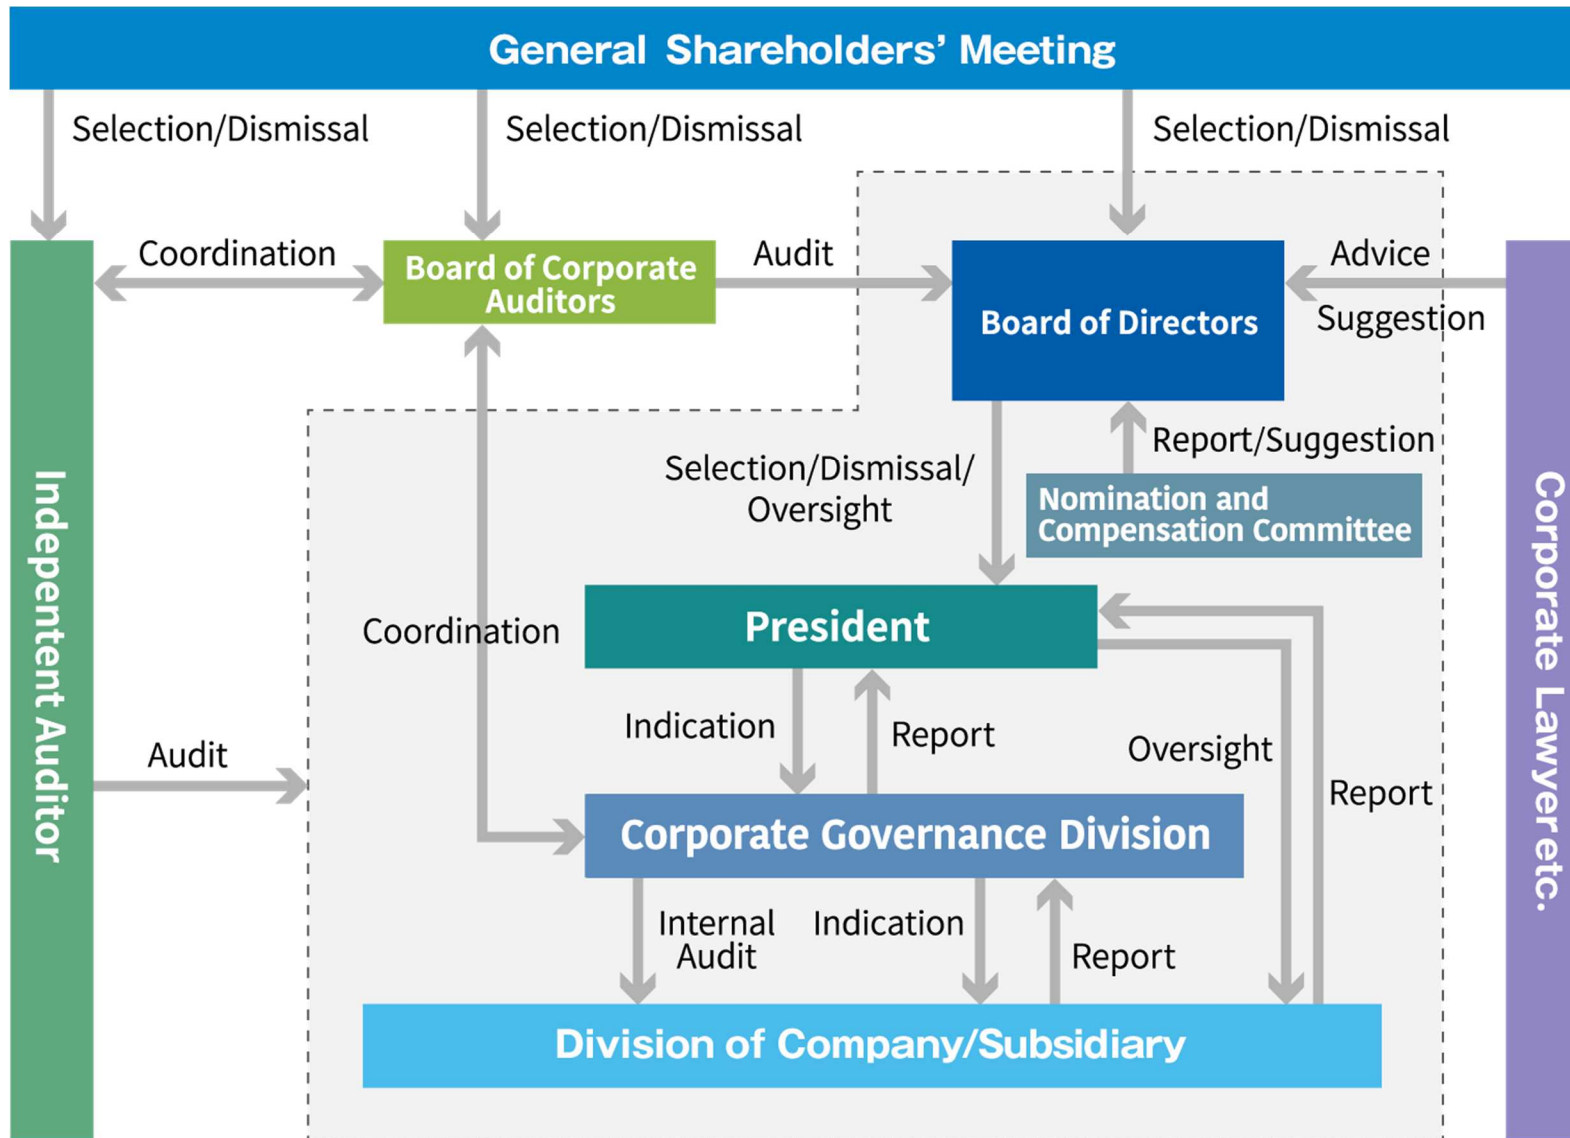 General Shareholders’ Meeting
Selection/Dismissal
Selection/Dismissal
Selection/Dismissal
Coordination
Board of Corporate
Auditors
Audit
Board of Directors
Advice
Suggestion
Selection/Dismissal/
Oversight
Report/Suggestion
Nomination and
Compensation Committee
Indepentent Auditor
Corporate Lawyer etc.
President
Coordination
Indication
Report
Oversight
Report
Audit
Corporate Governance Division
Internal
Audit
Indication
Report
Division of Company/Subsidiary